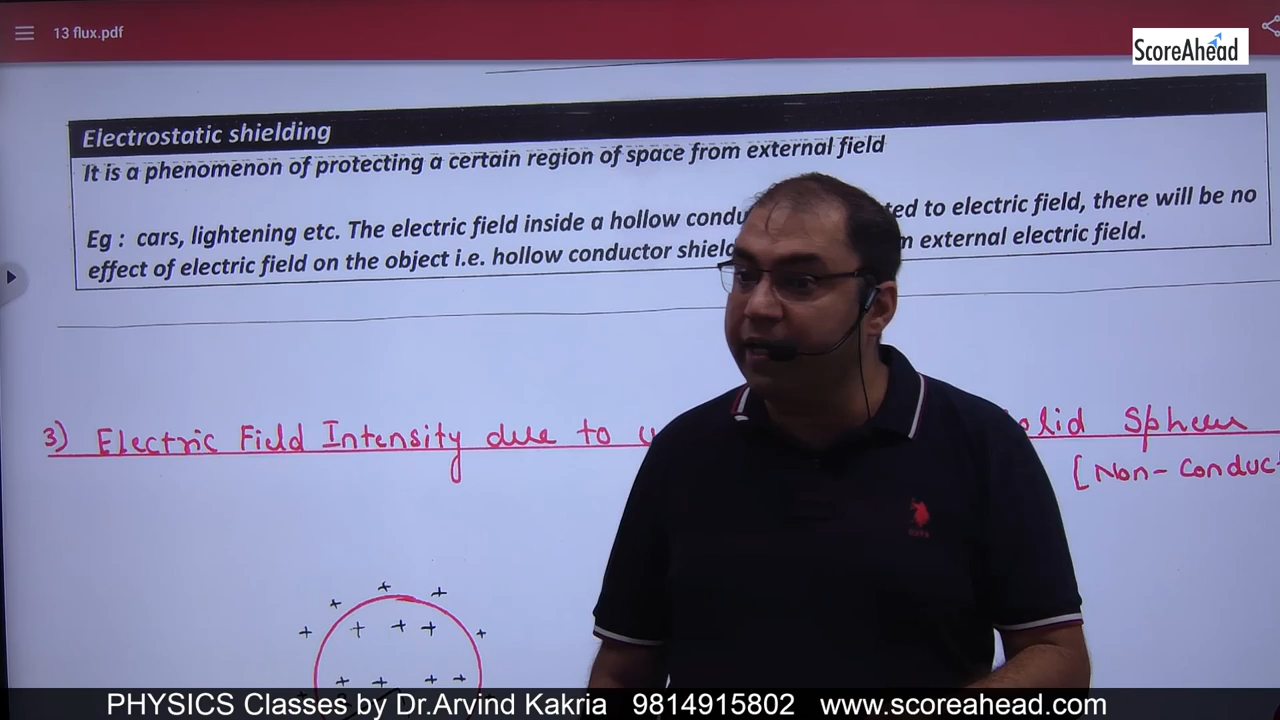 13 flux.pdf
ScoreAhead
Electrostatic shielding
It is a phenomenon of protecting a certain region of space from external field
Eg : cars, lightening etc. The electric field inside a hollow condu ted to electric field, there will be no
effect of electric field on the object i.e. hollow conductor shiel external electric field.
3) Electric Field Intensity due to olid Sphere
[Non-Conduct
+ + +
+ + + + +
+ + + +
PHYSICS Classes by Dr.Arvind Kakria 9814915802 www.scoreahead.com